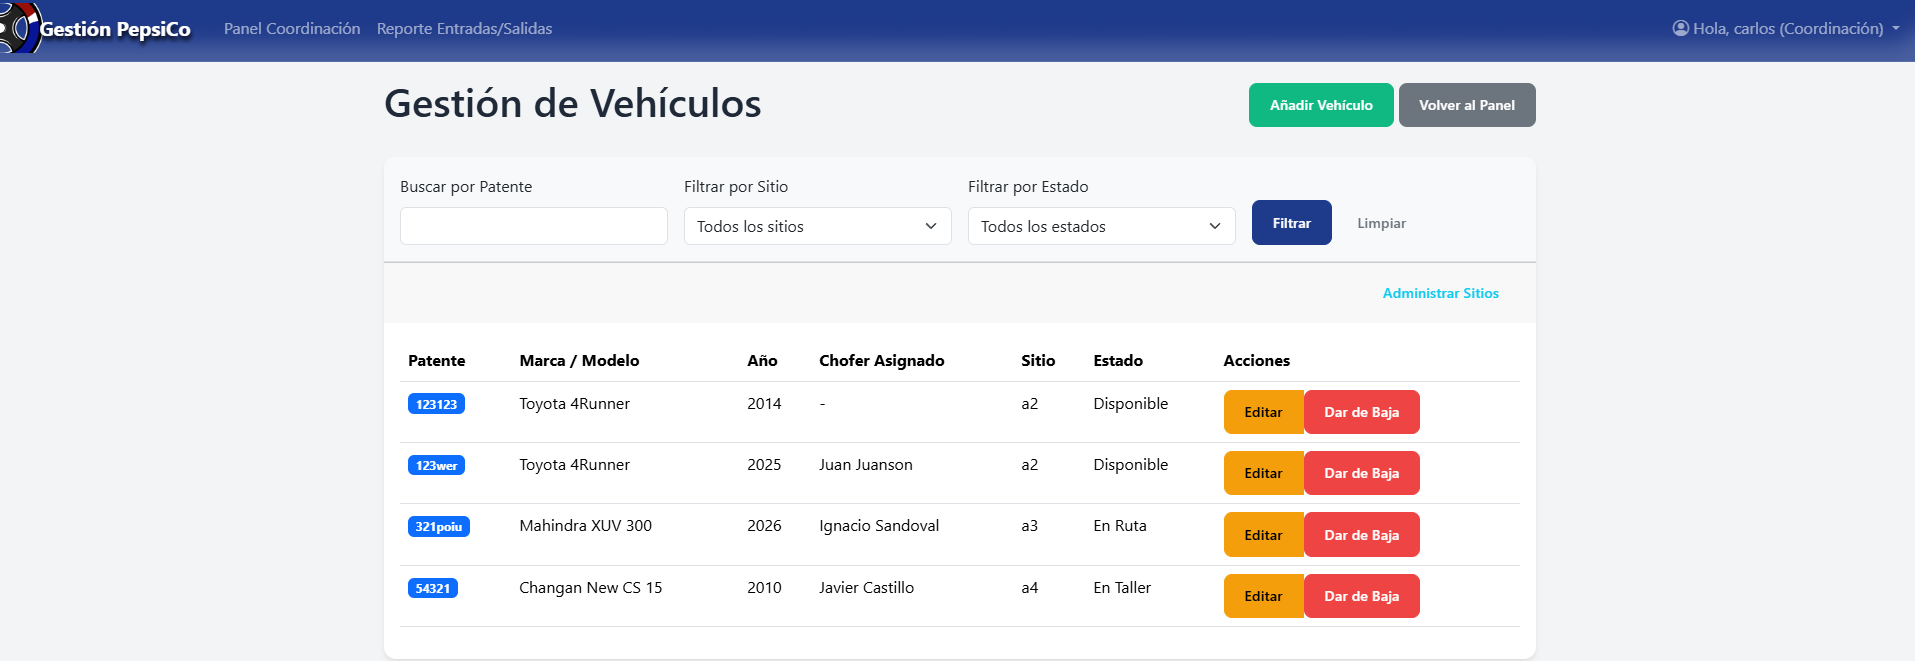 Gestión PepsiCo Panel Coordinación Reporte Entradas/Salidas Hola, carlos (Coordinación)
Gestión de Vehículos Añadir Vehículo Volver al Panel
Buscar por Patente Filtrar por Sitio Filtrar por Estado
Todos los sitios Todos los estados Filtrar Limpiar
Administrar Sitios
Patente Marca / Modelo Año Chofer Asignado Sitio Estado Acciones
123123 Toyota 4Runner 2014 - a2 Disponible Editar Dar de Baja
123wer Toyota 4Runner 2025 Juan Juanson a2 Disponible Editar Dar de Baja
321poiu Mahindra XUV 300 2026 Ignacio Sandoval a3 En Ruta Editar Dar de Baja
54321 Changan New CS 15 2010 Javier Castillo a4 En Taller Editar Dar de Baja